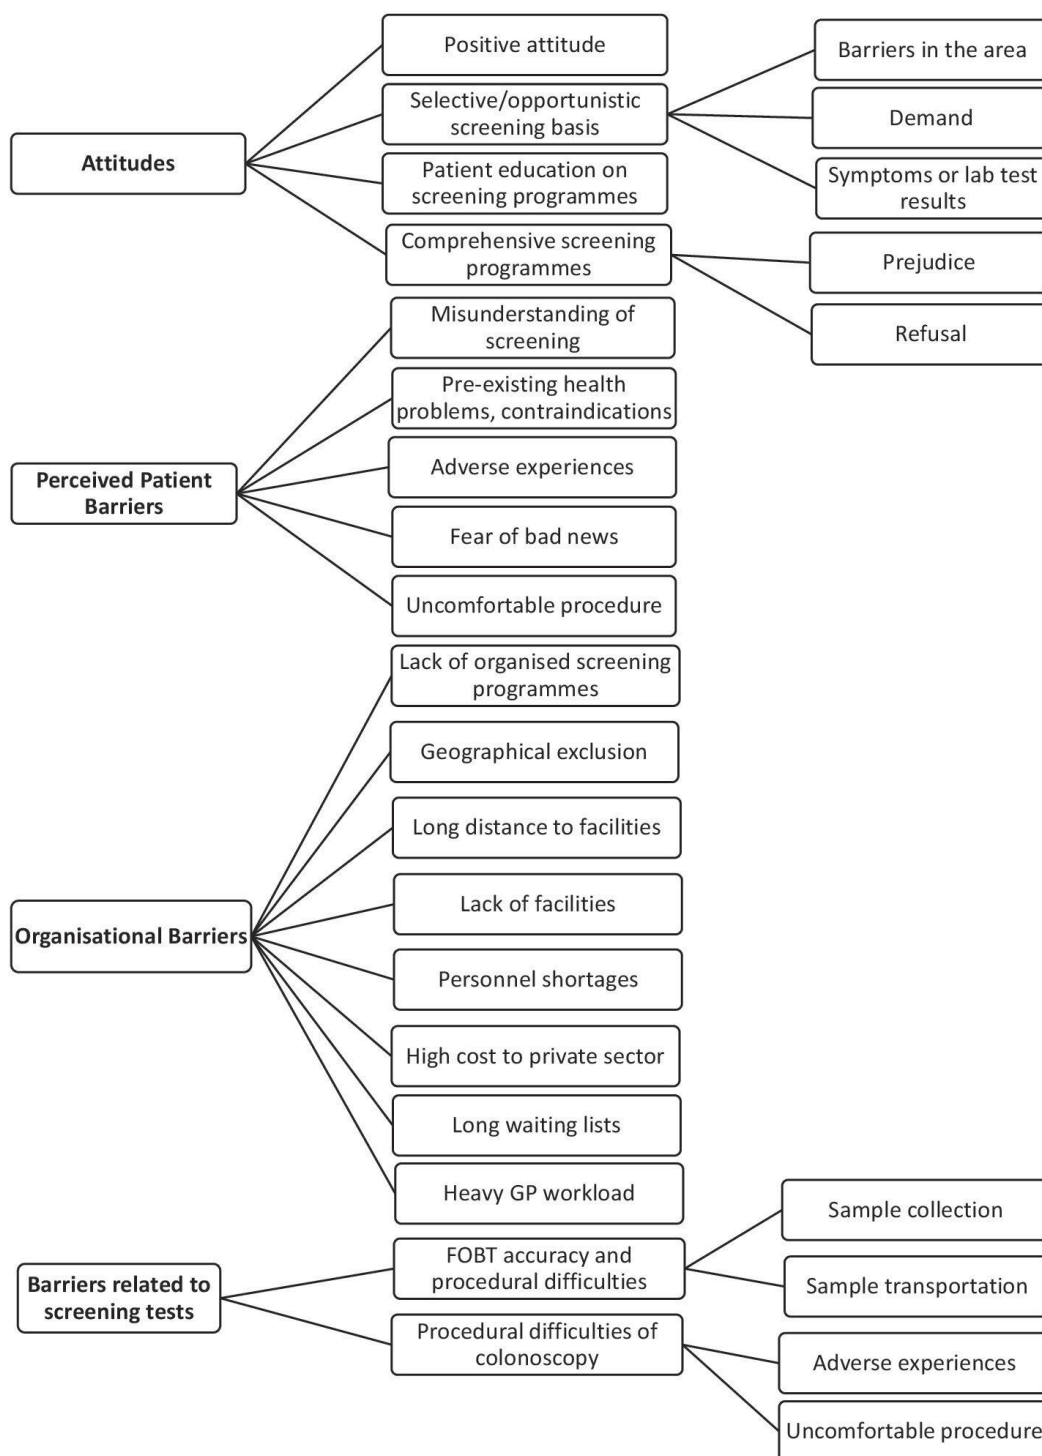 Positive attitude
Barriers in the area
Selective/opportunistic
screening basis
Demand
Attitudes
Patient education on
screening programmes
Symptoms or lab test
results
Comprehensive screening
programmes
Prejudice
Refusal
Misunderstanding of
screening
Pre-existing health
problems, contraindications
Perceived Patient
Barriers
Adverse experiences
Fear of bad news
Uncomfortable procedure
Lack of organised screening
programmes
Geographical exclusion
Long distance to facilities
Organisational Barriers
Lack of facilities
Personnel shortages
High cost to private sector
Long waiting lists
Heavy GP workload
Barriers related to
screening tests
FOBT accuracy and
procedural difficulties
Sample collection
Sample transportation
Procedural difficulties of
colonoscopy
Adverse experiences
Uncomfortable procedure